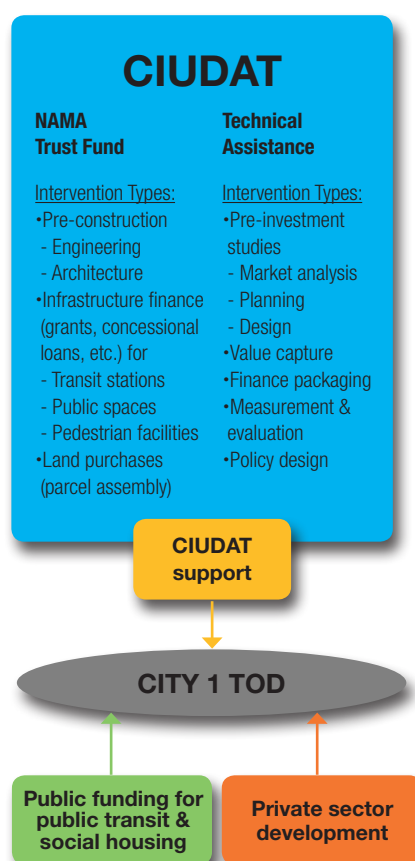 CIUDAT
NAMA
Trust Fund
Intervention Types:
•Pre-construction
- Engineering
- Architecture
•Infrastructure finance
(grants, concessional
loans, etc.) for
- Transit stations
- Public spaces
- Pedestrian facilities
•Land purchases
(parcel assembly)
Technical
Assistance
Intervention Types:
•Pre-investment
studies
- Market analysis
- Planning
- Design
•Value capture
•Finance packaging
•Measurement &
evaluation
•Policy design
CIUDAT
support
CITY 1 TOD
Public funding for
public transit &
social housing
Private sector
development